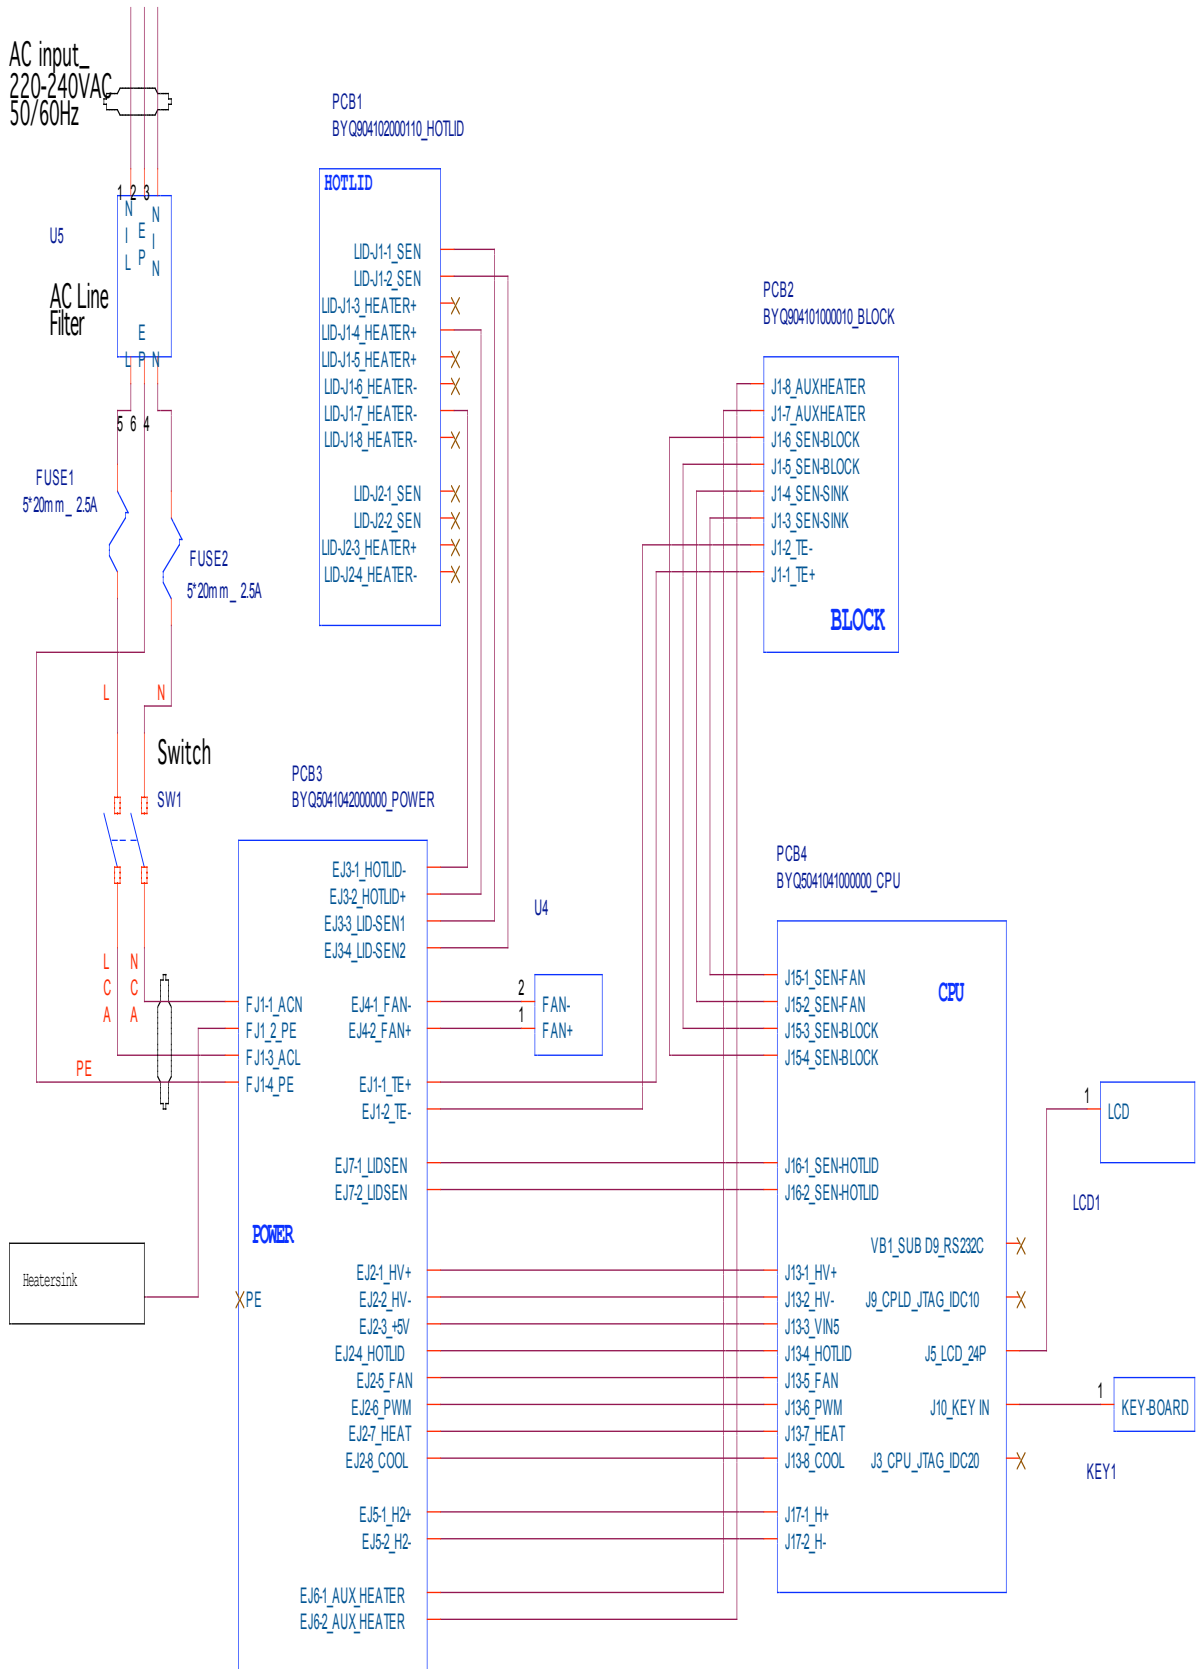 AC input_
220-240VAC
50/60Hz
1 2 3
N I L
E P
N I N
U5
AC Line
Filter
E
L P N
5 6 4
FUSE1
5*20mm_ 2.5A
FUSE2
5*20mm_ 2.5A
L
N
Switch
SW1
L C A
N C A
PE
Heatersink
PCB1
BYQ904102000110_HOTLID
HOTLID
LID-J1-1_SEN
LID-J1-2_SEN
LID-J1-3_HEATER+
LID-J1-4_HEATER+
LID-J1-5_HEATER+
LID-J1-6_HEATER-
LID-J1-7_HEATER-
LID-J1-8_HEATER-
LID-J2-1_SEN
LID-J2-2_SEN
LID-J2-3_HEATER+
LID-J2-4_HEATER-
PCB2
BYQ904101000010_BLOCK
J1-8_AUXHEATER
J1-7_AUXHEATER
J1-6_SEN-BLOCK
J1-5_SEN-BLOCK
J1-4_SEN-SINK
J1-3_SEN-SINK
J1-2_TE-
J1-1_TE+
BLOCK
PCB3
BYQ5041042000000_POWER
EJ3-1_HOTLID-
EJ3-2_HOTLID+
EJ3-3_LID-SEN1
EJ3-4_LID-SEN2
FJ1-1_ACN
FJ1_2_PE
FJ1-3_ACL
FJ1-4_PE
EJ4-1_FAN-
EJ4-2_FAN+
EJ1-1_TE+
EJ1-2_TE-
EJ7-1_LIDSEN
EJ7-2_LIDSEN
POWER
PE
EJ2-1_HV+
EJ2-2_HV-
EJ2-3_+5V
EJ2-4_HOTLID
EJ2-5_FAN
EJ2-6_PWM
EJ2-7_HEAT
EJ2-8_COOL
EJ5-1_H2+
EJ5-2_H2-
EJ6-1_AUX_HEATER
EJ6-2_AUX_HEATER
U4
2
FAN-
1
FAN+
PCB4
BYQ5041041000000_CPU
CPU
J15-1_SEN-FAN
J15-2_SEN-FAN
J15-3_SEN-BLOCK
J15-4_SEN-BLOCK
J16-1_SEN-HOTLID
J16-2_SEN-HOTLID
VB1_SUB D9_RS232C
J13-1_HV+
J13-2_HV-
J9_CPLD_JTAG_IDC10
J13-3_VIN5
J13-4_HOTLID
J5_LCD_24P
J13-5_FAN
J13-6_PWM
J10_KEY IN
J13-7_HEAT
J13-8_COOL
J3_CPU_JTAG_IDC20
J17-1_H+
J17-2_H-
1
LCD
LCD1
1
KEY-BOARD
KEY1